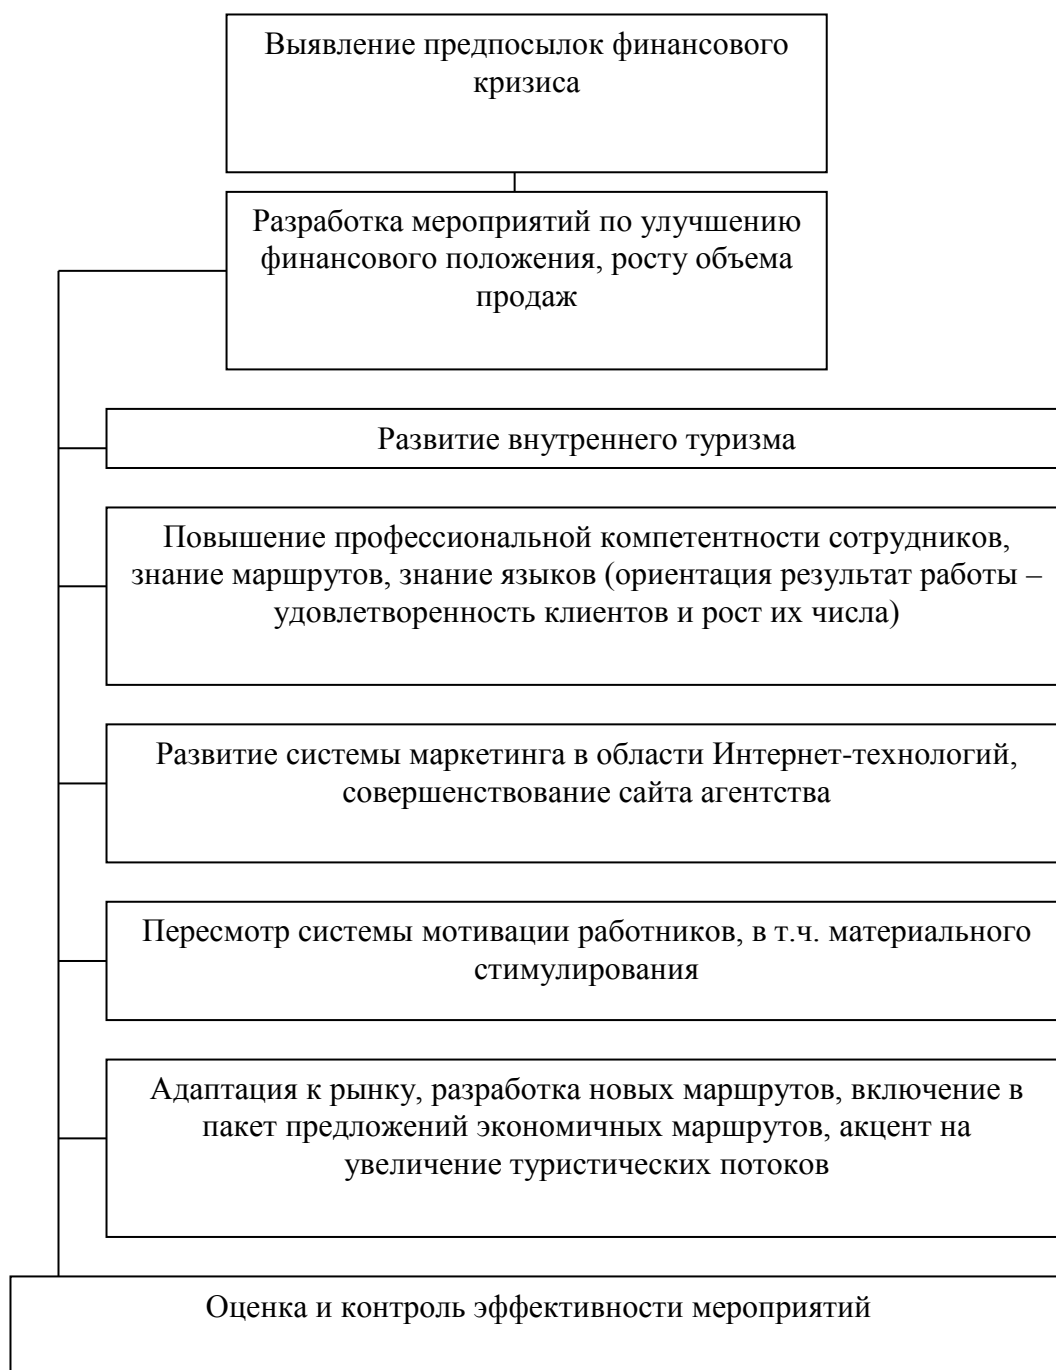 Выявление предпосылок финансового
кризиса
Разработка мероприятий по улучшению
финансового положения, росту объема
продаж
Развитие внутреннего туризма
Повышение профессиональной компетентности сотрудников,
знание маршрутов, знание языков (ориентация результат работы –
удовлетворенность клиентов и рост их числа)
Развитие системы маркетинга в области Интернет-технологий,
совершенствование сайта агентства
Пересмотр системы мотивации работников, в т.ч. материального
стимулирования
Адаптация к рынку, разработка новых маршрутов, включение в
пакет предложений экономичных маршрутов, акцент на
увеличение туристических потоков
Оценка и контроль эффективности мероприятий